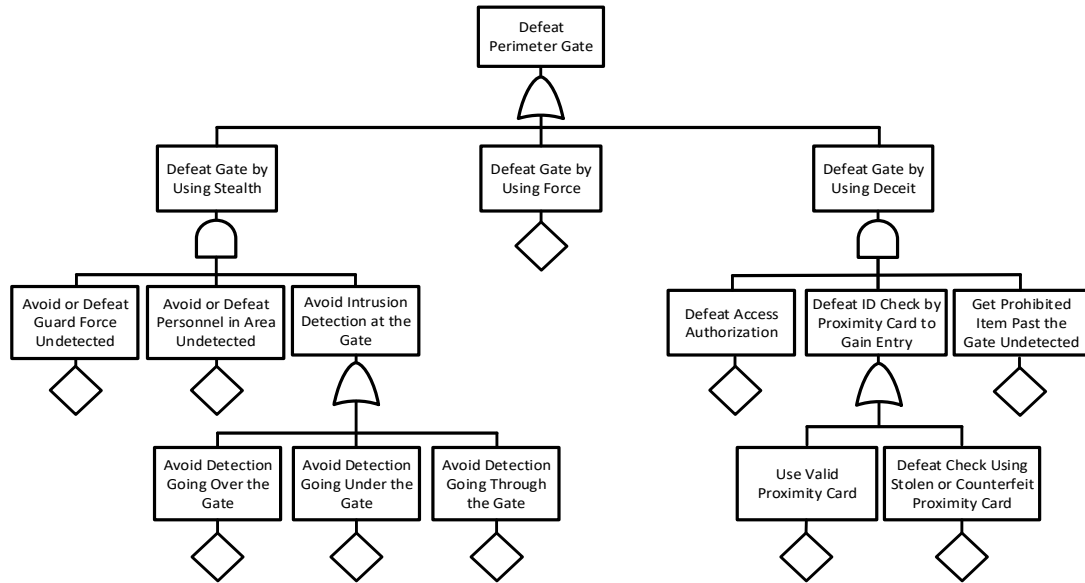 Defeat
Perimeter Gate
Defeat Gate by
Using Stealth
Defeat Gate by
Using Force
Defeat Gate by
Using Deceit
Avoid or Defeat
Guard Force
Undetected
Avoid or Defeat
Personnel in Area
Undetected
Avoid Intrusion
Detection at the
Gate
Defeat Access
Authorization
Defeat ID Check by
Proximity Card to
Gain Entry
Get Prohibited
Item Past the
Gate Undetected
Avoid Detection
Going Over the
Gate
Avoid Detection
Going Under the
Gate
Avoid Detection
Going Through
the Gate
Use Valid
Proximity Card
Defeat Check Using
Stolen or Counterfeit
Proximity Card